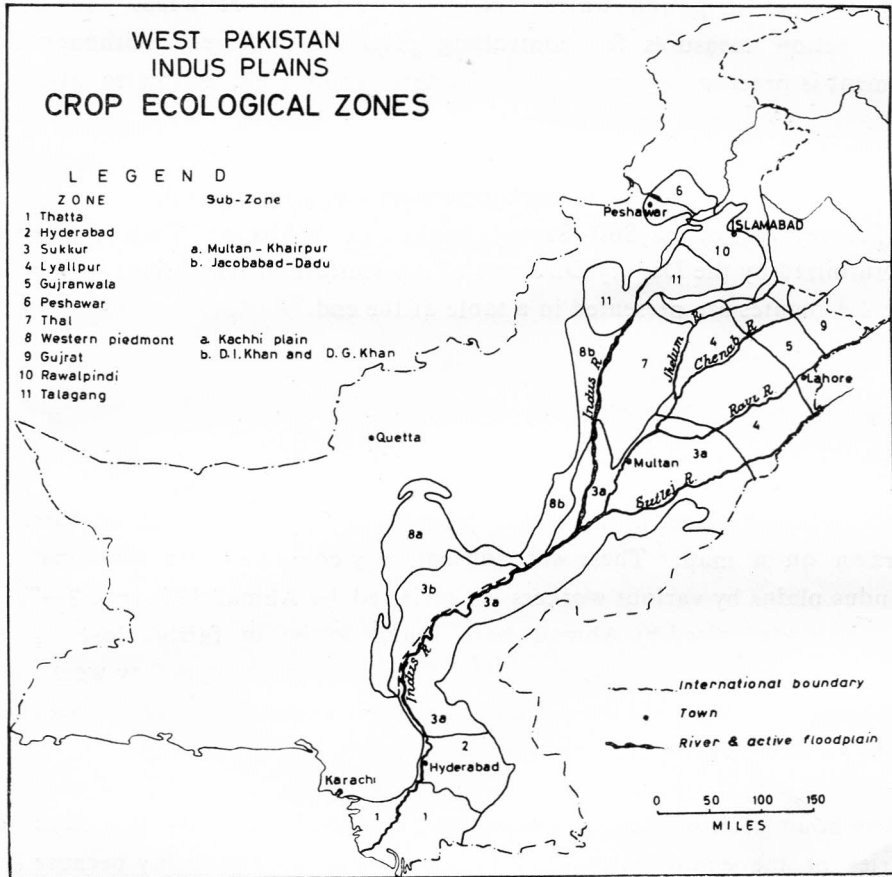 WEST PAKISTAN
INDUS PLAINS
CROP ECOLOGICAL ZONES
LEGEND
ZONE Sub-Zone
1 Thatta
2 Hyderabad
3 Sukkur a. Multan-Khairpur
4 Lyallpur b. Jacobabad-Dadu
5 Gujranwala
6 Peshawar
7 Thal
8 Western piedmont a. Kachhi plain
9 Gujrat b. D.I.Khan and D.G.Khan
10 Rawalpindi
11 Talagang
6
Peshawar
ISLAMABAD
10
11
11
8b
7
Indus R.
Jhelum R.
4
Chenab R.
5
9
Lahore
Ravi R.
4
Quetta
Multan
3a
Sutlej R.
3a
8b
8a
3b
3a
Indus R.
3a
2
Hyderabad
Karachi
1
1
International boundary
Town
River & active floodplain
0 50 100 150
MILES